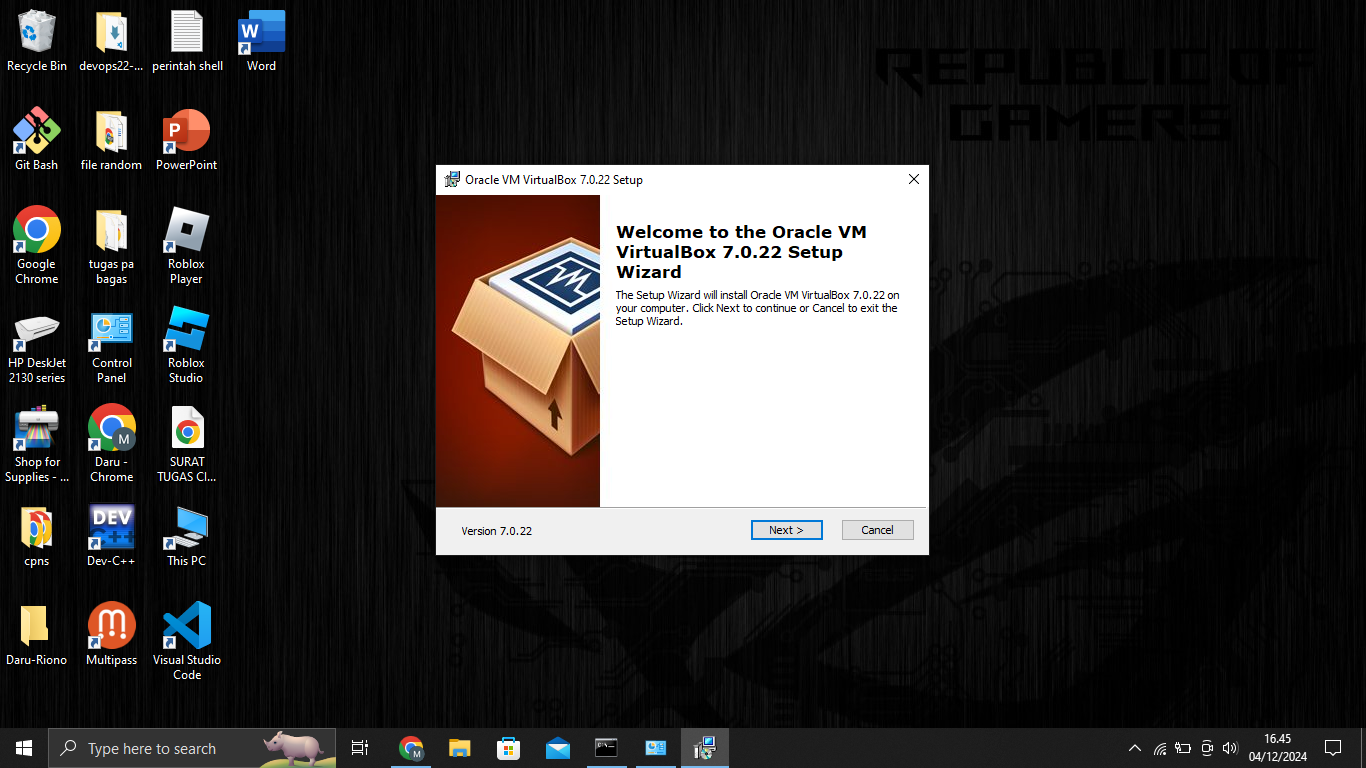 Recycle Bin
devops22-...
perintah shell
Word
REPUBLIC OF
GAMERS
Git Bash
file random
PowerPoint
Google
Chrome
tugas pa
bagas
Roblox
Player
HP DeskJet
2130 series
Control
Panel
Roblox
Studio
Shop for
Supplies - ...
M
Daru -
Chrome
SURAT
TUGAS CI...
cpns
DEV
C++
Dev-C++
This PC
Daru-Riono
Multipass
Visual Studio
Code
Oracle VM VirtualBox 7.0.22 Setup
Welcome to the Oracle VM
VirtualBox 7.0.22 Setup
Wizard
The Setup Wizard will install Oracle VM VirtualBox 7.0.22 on
your computer. Click Next to continue or Cancel to exit the
Setup Wizard.
Version 7.0.22
Next >
Cancel
Type here to search
M
16.45
04/12/2024